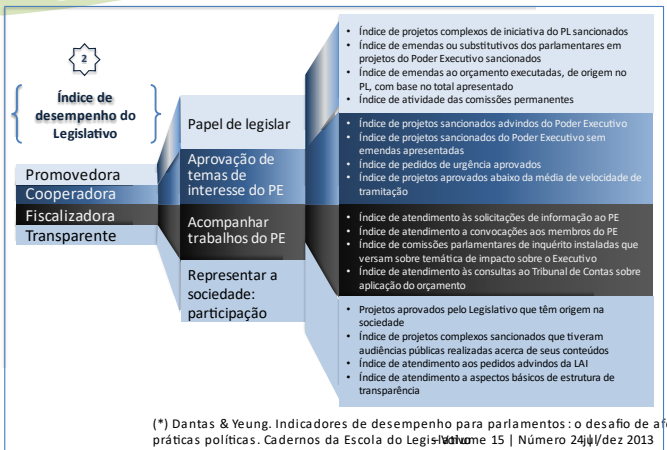 2
Índice de
desempenho do
Legislativo
Promovedora
Cooperadora
Fiscalizadora
Transparente
Papel de legislar
Aprovação de
temas de
interesse do PE
Acompanhar
trabalhos do PE
Representar a
sociedade:
participação
• Índice de projetos complexos de iniciativa do PL sancionados
• Índice de emendas ou substitutivos dos parlamentares em
projetos do Poder Executivo sancionados
• Índice de emendas ao orçamento executadas, de origem no
PL, com base no total apresentado
• Índice de atividade das comissões permanentes
• Índice de projetos sancionados advindos do Poder Executivo
• Índice de projetos sancionados do Poder Executivo sem
emendas apresentadas
• Índice de pedidos de urgência aprovados
• Índice de projetos aprovados abaixo da média de velocidade de
tramitação
• Índice de atendimento às solicitações de informação ao PE
• Índice de atendimento a convocações aos membros do PE
• Índice de comissões parlamentares de inquérito instaladas que
versam sobre temática de impacto sobre o Executivo
• Índice de atendimento às consultas ao Tribunal de Contas sobre
aplicação do orçamento
• Projetos aprovados pelo Legislativo que têm origem na
sociedade
• Índice de projetos complexos sancionados que tiveram
audiências públicas realizadas acerca de seus conteúdos
• Índice de atendimento aos pedidos advindos da LAI
• Índice de atendimento a aspectos básicos de estrutura de
transparência
(*) Dantas & Yeung. Indicadores de desempenho para parlamentos: o desafio de afe
práticas políticas. Cadernos da Escola do Legislativo Volume 15 | Número 24 jul/dez 2013